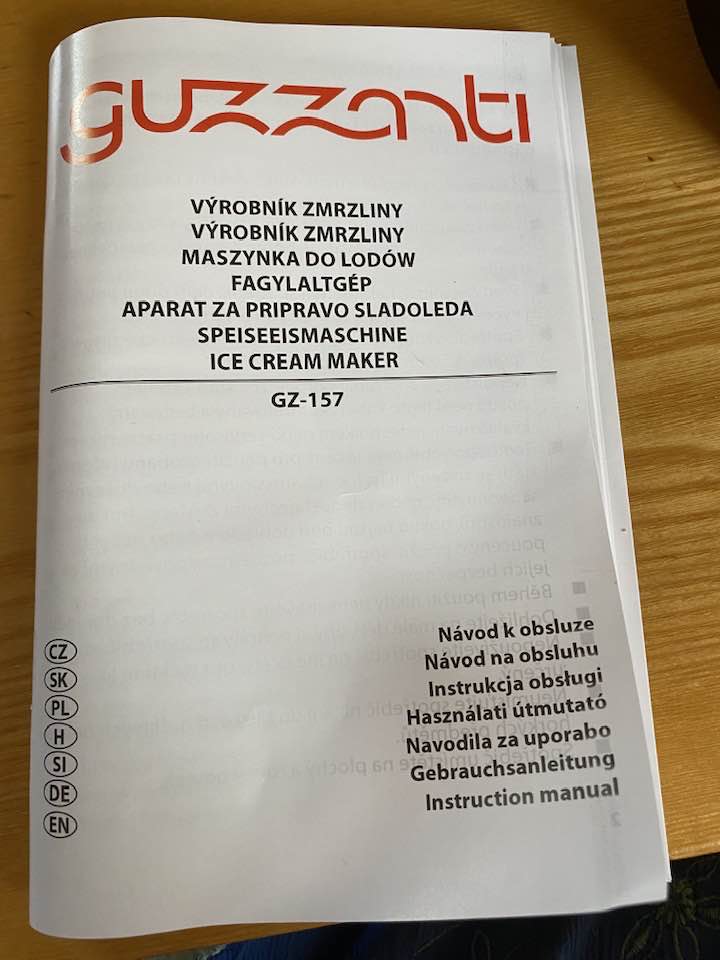 guzzanti
VÝROBNÍK ZMRZLINY
VÝROBNÍK ZMRZLINY
MASZYNKA DO LODÓW
FAGYLALTGÉP
APARAT ZA PRIPRAVO SLADOLEDA
SPEISEEISMASCHINE
ICE CREAM MAKER
GZ-157
CZ Návod k obsluze
SK Návod na obsluhu
PL Instrukcja obsługi
H Használati útmutató
SI Navodila za uporabo
DE Gebrauchsanleitung
EN Instruction manual